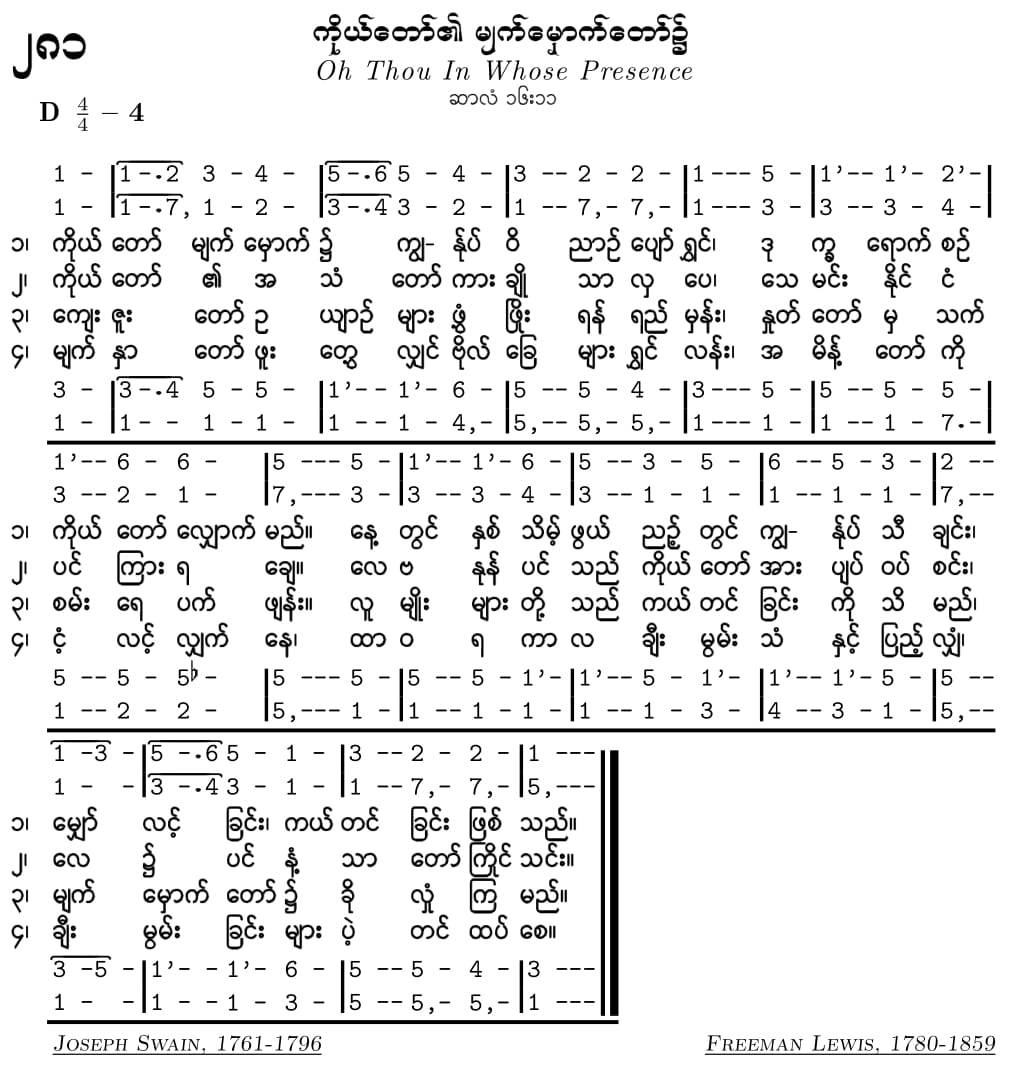 ၂၈၁
ကိုယ်တော်၏ မျက်မှောက်တော်၌
Oh Thou In Whose Presence
ဆာလံ ၁၆း၁၁
D 4/4 – 4
1 - |1 -.2 3 - 4 - |5 -.6 5 - 4 - |3 -- 2 - 2 - |1 --- 5 - |1’-- 1’- 2’-|
1 - |1 -.7, 1 - 2 - |3 -.4 3 - 2 - |1 -- 7,- 7,- |1 --- 3 - |3 -- 3 - 4 -|
၁၊ ကိုယ် တော် မျက် မှောက် ၌ ကျွ- န်ုပ် ဝိ ညာဉ် ပျော် ရွှင်၊ ဒု က္ခ ရောက် စဉ်
၂၊ ကိုယ် တော် ၏ အ သံ တော် ကား ချို သာ လှ ပေ၊ သေ မင်း နိုင် ငံ
၃၊ ကျေး ဇူး တော် ဥ ယျာဉ် များ ဖွံ့ ဖြိုး ရန် ရည် မှန်း၊ နှုတ် တော် မှ သက်
၄၊ မျက် နှာ တော် ဖူး တွေ့ လျှင် ဗိုလ် ခြေ များ ရွှင် လန်း၊ အ မိန့် တော် ကို
3 - |3 -.4 5 - 5 - |1’-- 1’- 6 - |5 -- 5 - 4 - |3 --- 5 - |5 -- 5 - 5 -|
1 - |1 - - 1 - 1 - |1 -- 1 - 4,- |5,-- 5,- 5,- |1 --- 1 - |1 -- 1 - 7.-|
1’-- 6 - 6 - |5 --- 5 - |1’-- 1’- 6 - |5 -- 3 - 5 - |6 -- 5 - 3 - |2 --
3 -- 2 - 1 - |7,--- 3 - |3 -- 3 - 4 - |3 -- 1 - 1 - |1 -- 1 - 1 - |7,--
၁၊ ကိုယ် တော် လျှောက် မည်။ နေ့ တွင် နှစ် သိမ့် ဖွယ် ညဉ့် တွင် ကျွ- န်ုပ် သီ ချင်း၊
၂၊ ပင် ကြား ရ ချေ။ လေ ဗ နုန် ပင် သည် ကိုယ် တော် အား ပျပ် ဝပ် စင်း၊
၃၊ စမ်း ရေ ပက် ဖျန်း။ လူ မျိုး များ တို့ သည် ကယ် တင် ခြင်း ကို သိ မည်၊
၄၊ ငံ့ လင့် လျှက် နေ၊ ထာ ဝ ရ ကာ လ ချီး မွမ်း သံ နှင့် ပြည့် လျှံ၊
5 -- 5 - 5♭ - |5 --- 5 - |5 -- 5 - 1’- |1’-- 5 - 1’- |1’-- 1’- 5 - |5 --
1 -- 2 - 2 - |5,--- 1 - |1 -- 1 - 1 - |1 -- 1 - 3 - |4 -- 3 - 1 - |5,--
1 -3 - |5 -.6 5 - 1 - |3 -- 2 - 2 - |1 ---
1 - - |3 -.4 3 - 1 - |1 -- 7,- 7,- |5,---
၁၊ မျှော် လင့် ခြင်း၊ ကယ် တင် ခြင်း ဖြစ် သည်။
၂၊ လေ ၌ ပင် နံ့ သာ တော် ကြိုင် သင်း။
၃၊ မျက် မှောက် တော် ၌ ခို လှုံ ကြ မည်။
၄၊ ချီး မွမ်း ခြင်း များ ပဲ့ တင် ထပ် စေ။
3 -5 - |1’- - 1’- 6 - |5 -- 5 - 4 - |3 ---
1 - - |1 - - 1 - 3 - |5 -- 5,- 5,- |1 ---
Joseph Swain, 1761-1796
Freeman Lewis, 1780-1859